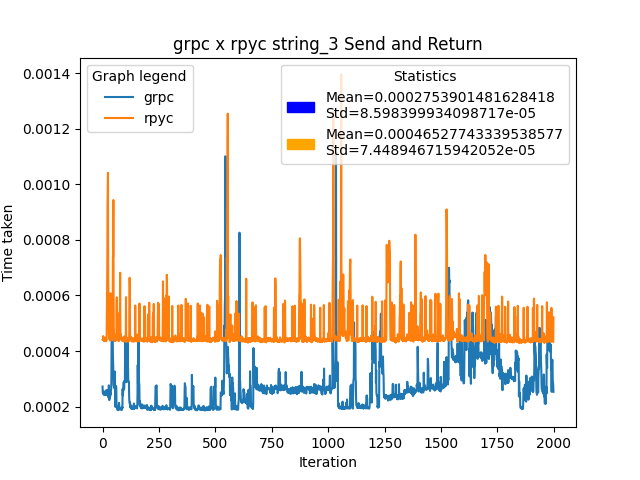 grpc x rpyc string_3 Send and Return
Graph legend
grpc
rpyc
Statistics
Mean=0.0002753901481628418
Std=8.598399934098717e-05
Mean=0.00046527743339538577
Std=7.448946715942052e-05
0.0014
0.0012
0.0010
0.0008
0.0006
0.0004
0.0002
Time taken
0 250 500 750 1000 1250 1500 1750 2000
Iteration